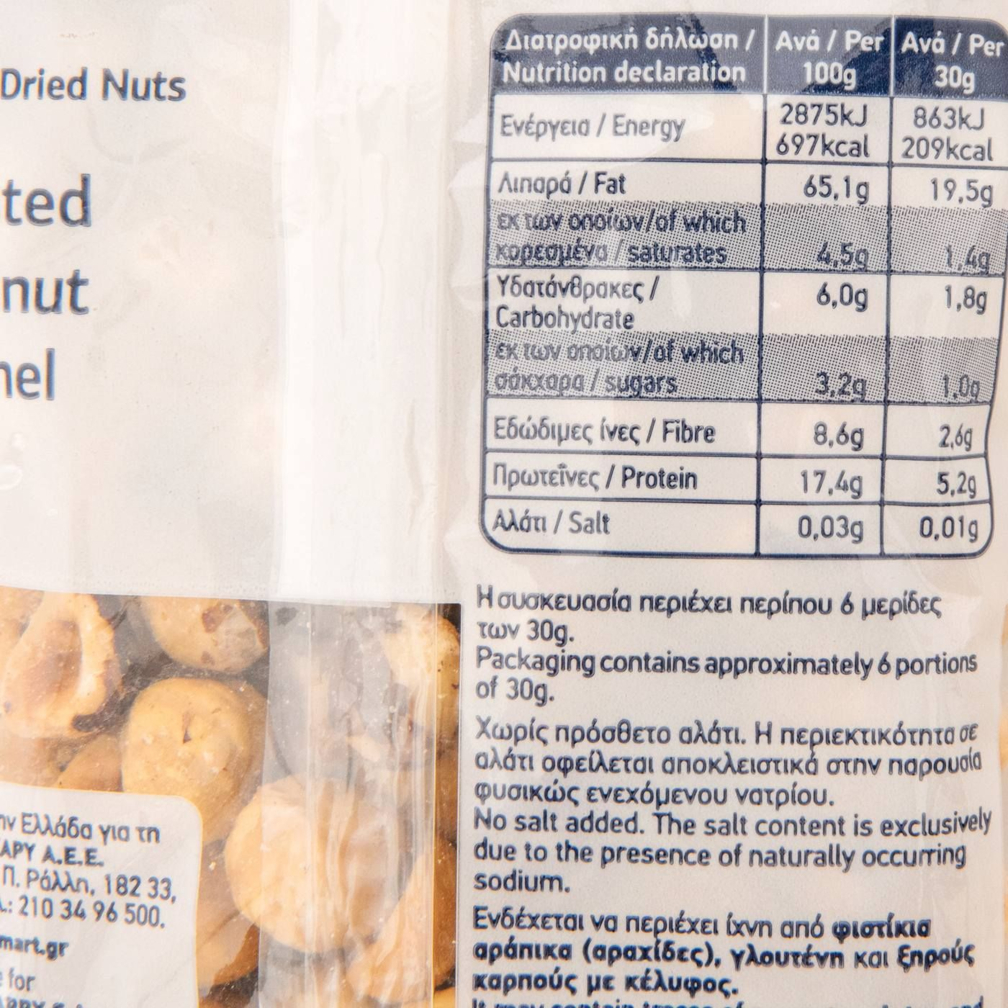 Dried Nuts
ted
nut
nel
Διατροφική δήλωση / Ανά / Per Ανά / Per
Nutrition declaration 100g 30g
Ενέργεια / Energy 2875kJ 863kJ
697kcal 209kcal
Λιπαρά / Fat 65,1g 19,5g
εκ των οποίων/of which
κορεσμένα / saturates 4,5g 1,4g
Υδατάνθρακες / 6,0g 1,8g
Carbohydrate
εκ των οποίων/of which
σάκχαρα / sugars 3,2g 1,0g
Εδώδιμες ίνες / Fibre 8,6g 2,6g
Πρωτεΐνες / Protein 17,4g 5,2g
Αλάτι / Salt 0,03g 0,01g
Η συσκευασία περιέχει περίπου 6 μερίδες
των 30g.
Packaging contains approximately 6 portions
of 30g.
Χωρίς πρόσθετο αλάτι. Η περιεκτικότητα σε
αλάτι οφείλεται αποκλειστικά στην παρουσία
φυσικώς ενεχόμενου νατρίου.
No salt added. The salt content is exclusively
due to the presence of naturally occurring
sodium.
Ενδέχεται να περιέχει ίχνη από φιστίκια
αράπικα (αραχίδες), γλουτένη και ξηρούς
καρπούς με κέλυφος.
It may contain traces of
ην Ελλάδα για τη
ΑΡΥ Α.Ε.Ε.
Π. Ράλλη, 182 33,
.: 210 34 96 500.
mart.gr
for